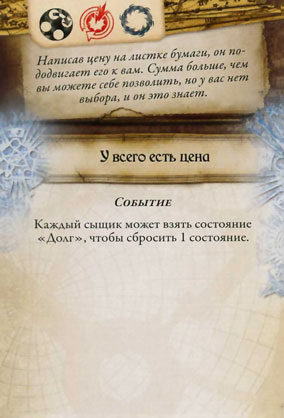 Написав цену на листке бумаги, он по-
додвигает его к вам. Сумма больше, чем
вы можете себе позволить, но у вас нет
выбора, и он это знает.
У всего есть цена
Событие
Каждый сыщик может взять состояние
«Долг», чтобы сбросить 1 состояние.